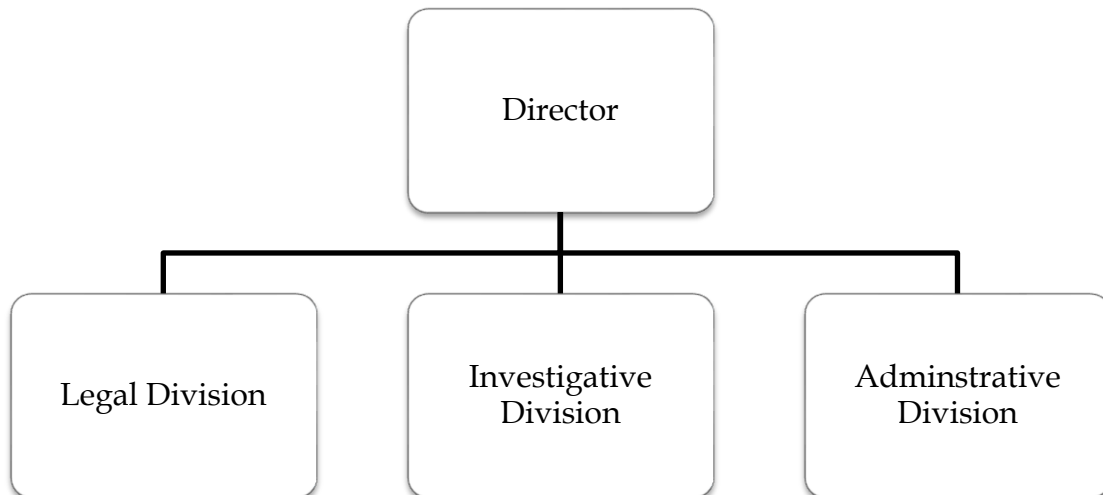 Director
Legal Division
Investigative
Division
Adminstrative
Division